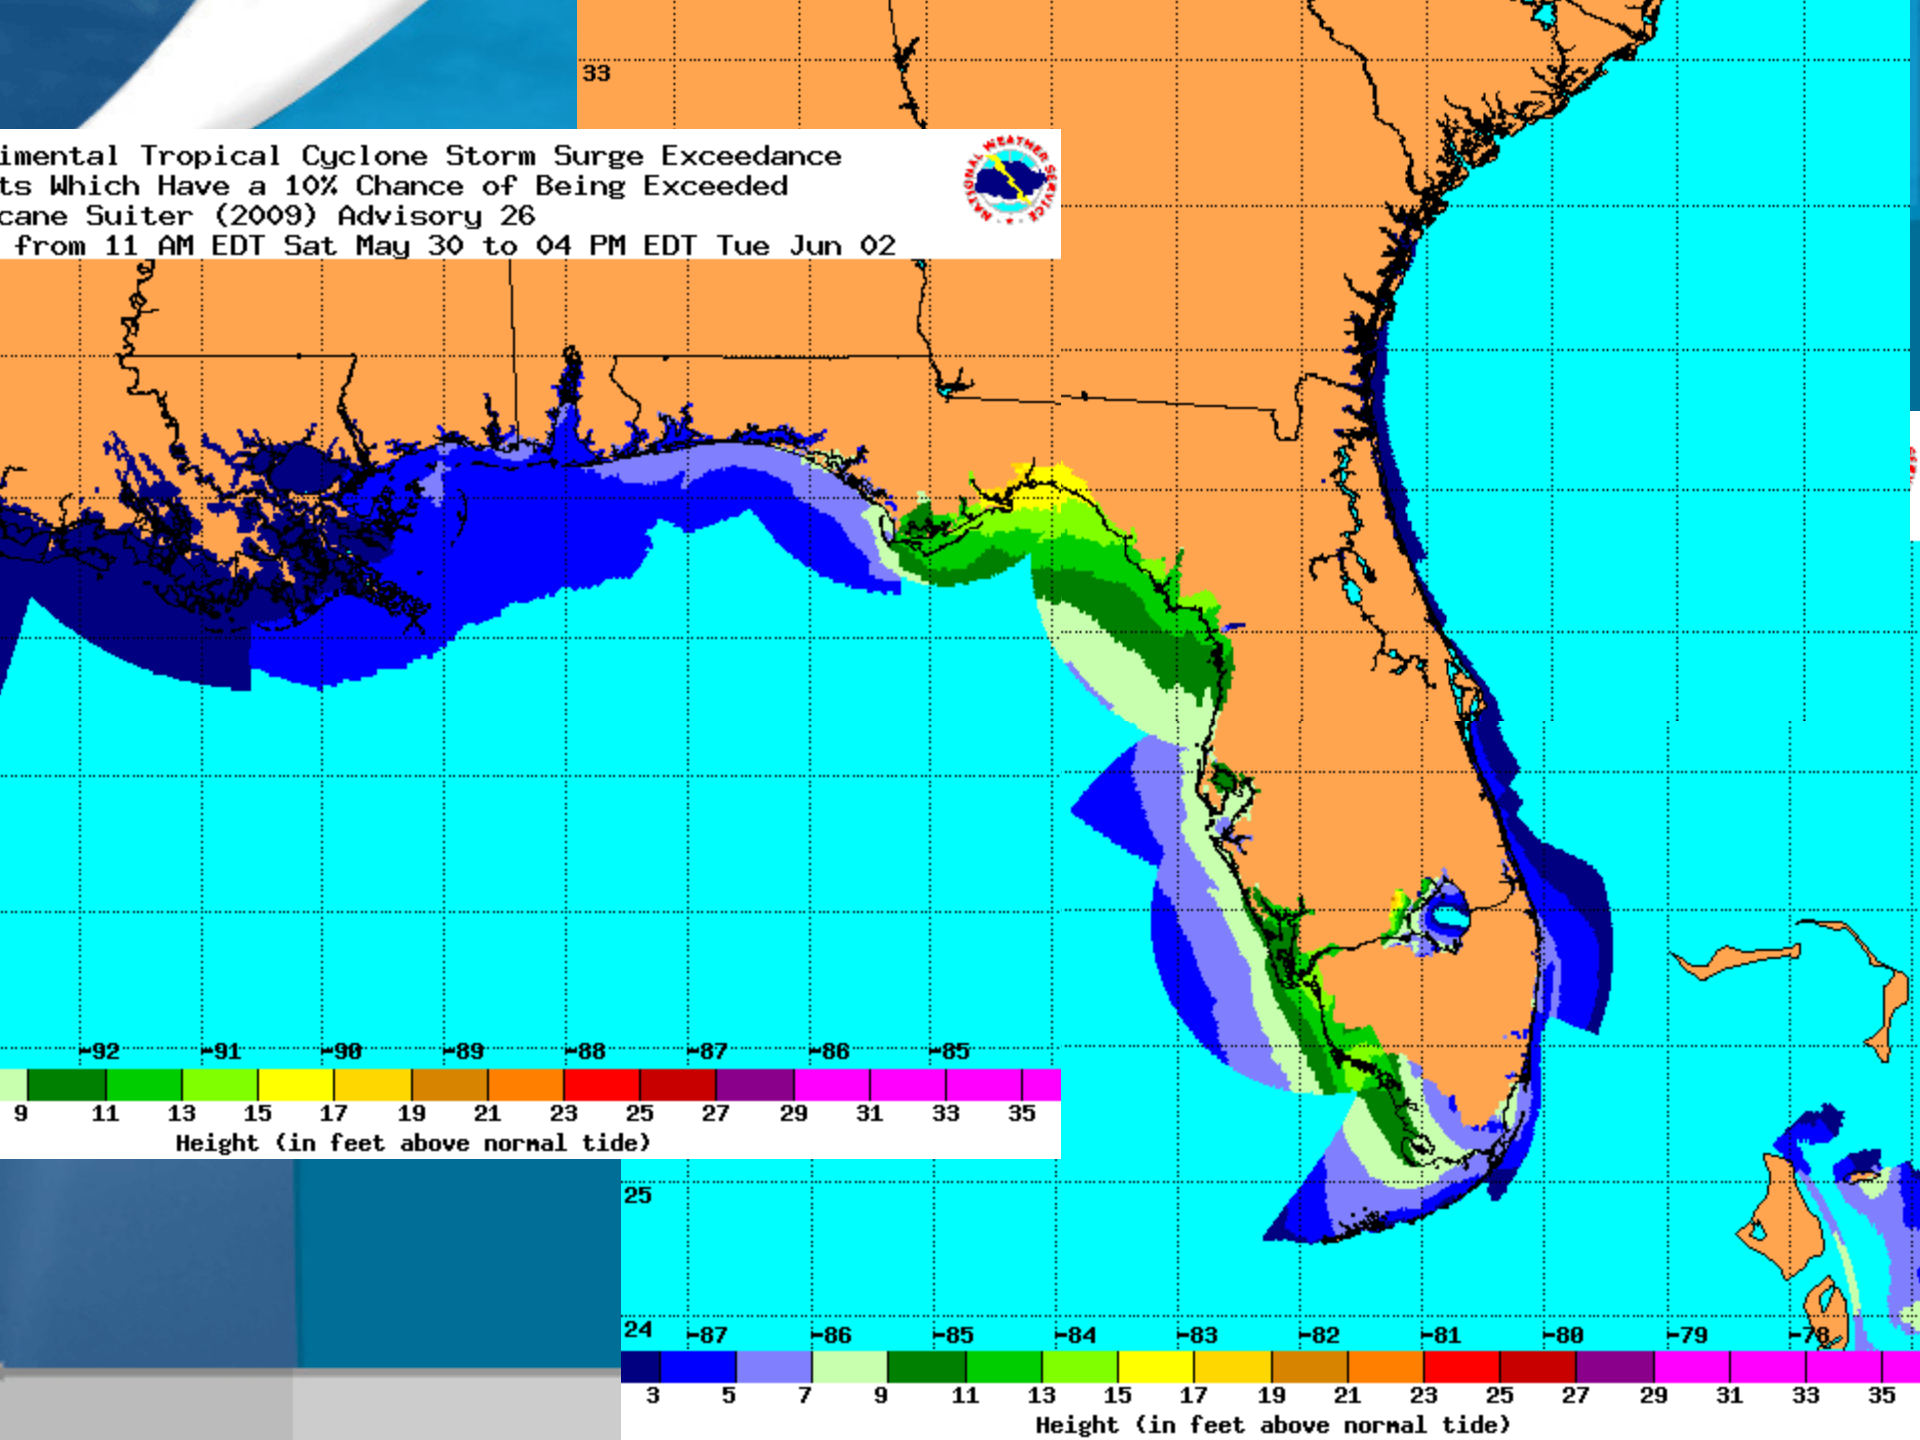 33
imental Tropical Cyclone Storm Surge Exceedance
ts Which Have a 10% Chance of Being Exceeded
cane Suiter (2009) Advisory 26
from 11 AM EDT Sat May 30 to 04 PM EDT Tue Jun 02
NATIONAL WEATHER SERVICE
-92 -91 -90 -89 -88 -87 -86 -85
9 11 13 15 17 19 21 23 25 27 29 31 33 35
Height (in feet above normal tide)
25
24 -87 -86 -85 -84 -83 -82 -81 -80 -79 -78
3 5 7 9 11 13 15 17 19 21 23 25 27 29 31 33 35
Height (in feet above normal tide)